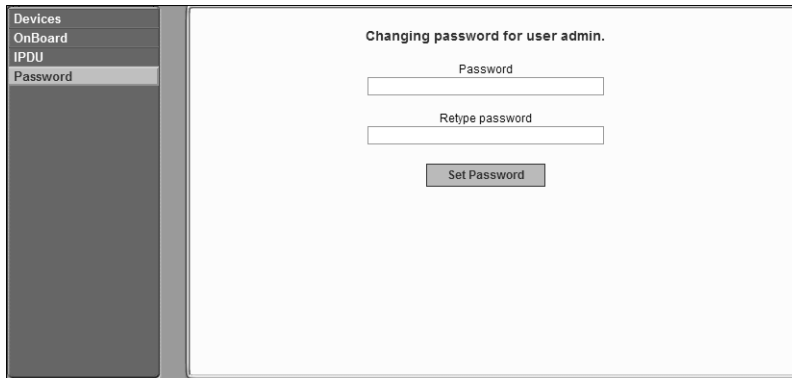 Devices
OnBoard
IPDU
Password
Changing password for user admin.
Password
Retype password
Set Password